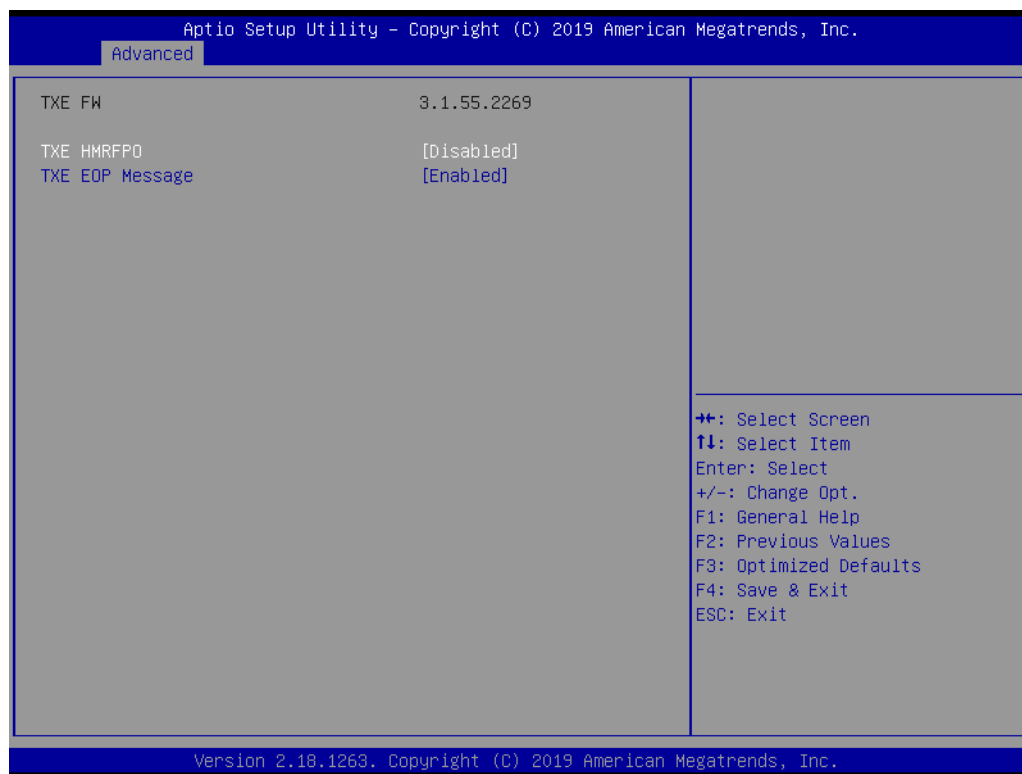 Aptio Setup Utility – Copyright (C) 2019 American Megatrends, Inc.
Advanced
TXE FW 3.1.55.2269
TXE HMRFPO [Disabled]
TXE EOP Message [Enabled]
→←: Select Screen
↑↓: Select Item
Enter: Select
+/-: Change Opt.
F1: General Help
F2: Previous Values
F3: Optimized Defaults
F4: Save & Exit
ESC: Exit
Version 2.18.1263. Copyright (C) 2019 American Megatrends, Inc.